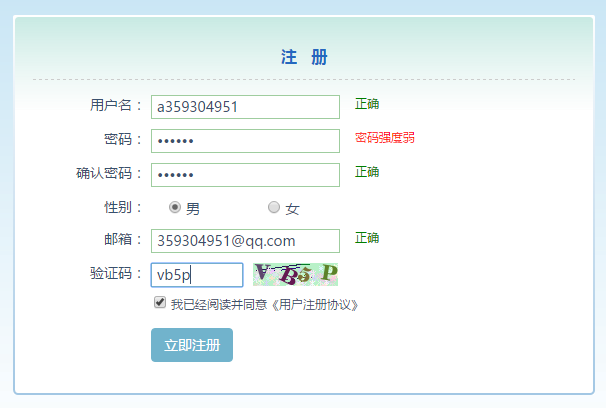 注 册
用户名： a359304951 正确
密码： •••••• 密码强度弱
确认密码： •••••• 正确
性别： 男 女
邮箱： 359304951@qq.com 正确
验证码： vb5p VB5P
我已经阅读并同意《用户注册协议》
立即注册